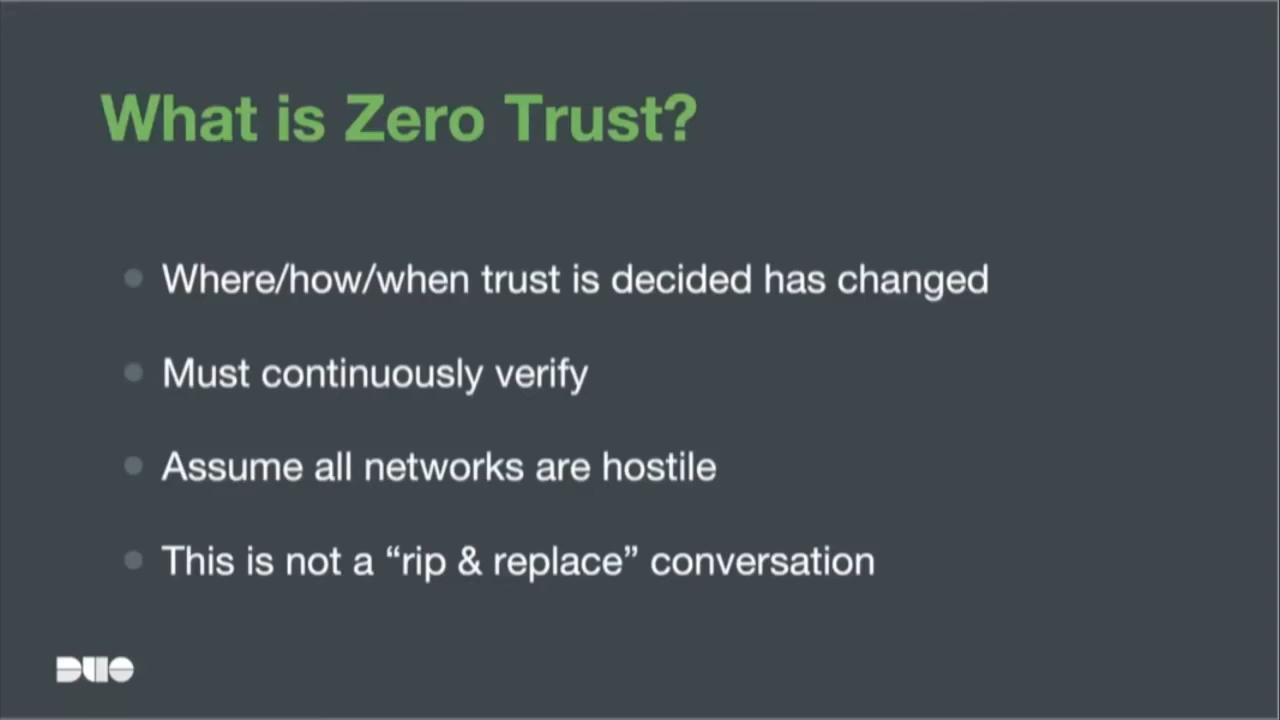 What is Zero Trust?
Where/how/when trust is decided has changed
Must continuously verify
Assume all networks are hostile
This is not a “rip & replace” conversation
DUO